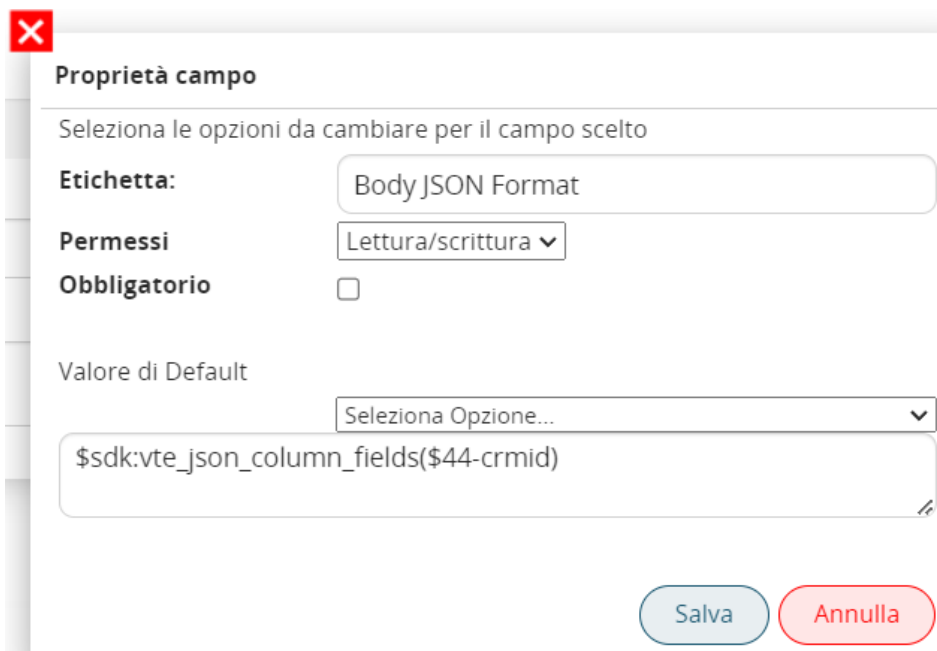 Proprietà campo
Seleziona le opzioni da cambiare per il campo scelto
Etichetta:
Body JSON Format
Permessi
Lettura/scrittura
Obbligatorio
Valore di Default
Seleziona Opzione...
$sdk:vte_json_column_fields($44-crmid)
Salva
Annulla